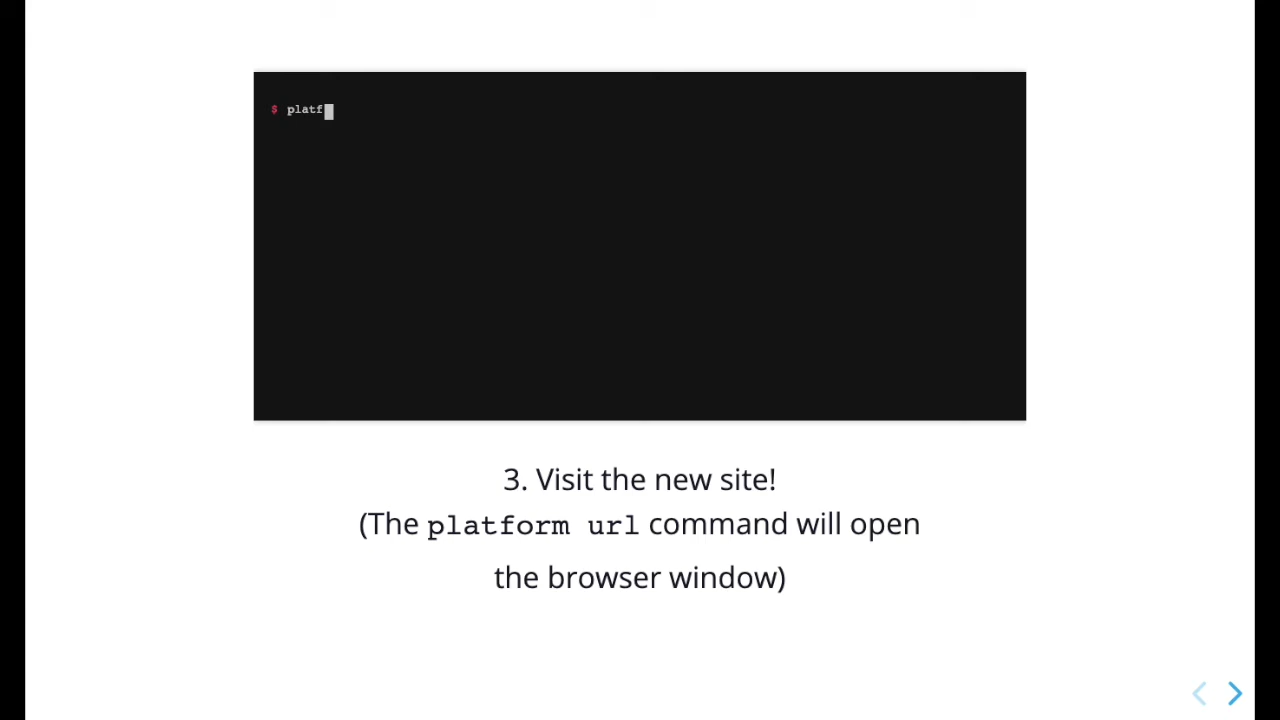 $ platf
3. Visit the new site!
(The platform url command will open
the browser window)